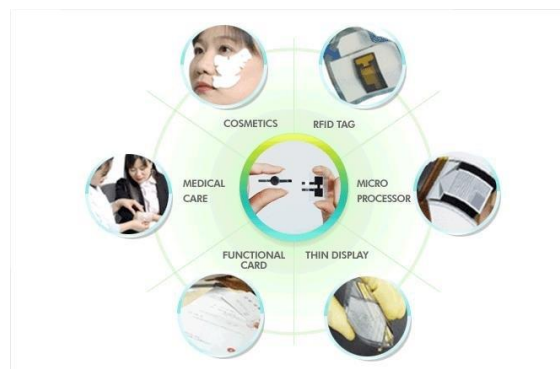 COSMETICS
RFID TAG
MEDICAL
CARE
MICRO
PROCESSOR
FUNCTIONAL
CARD
THIN DISPLAY